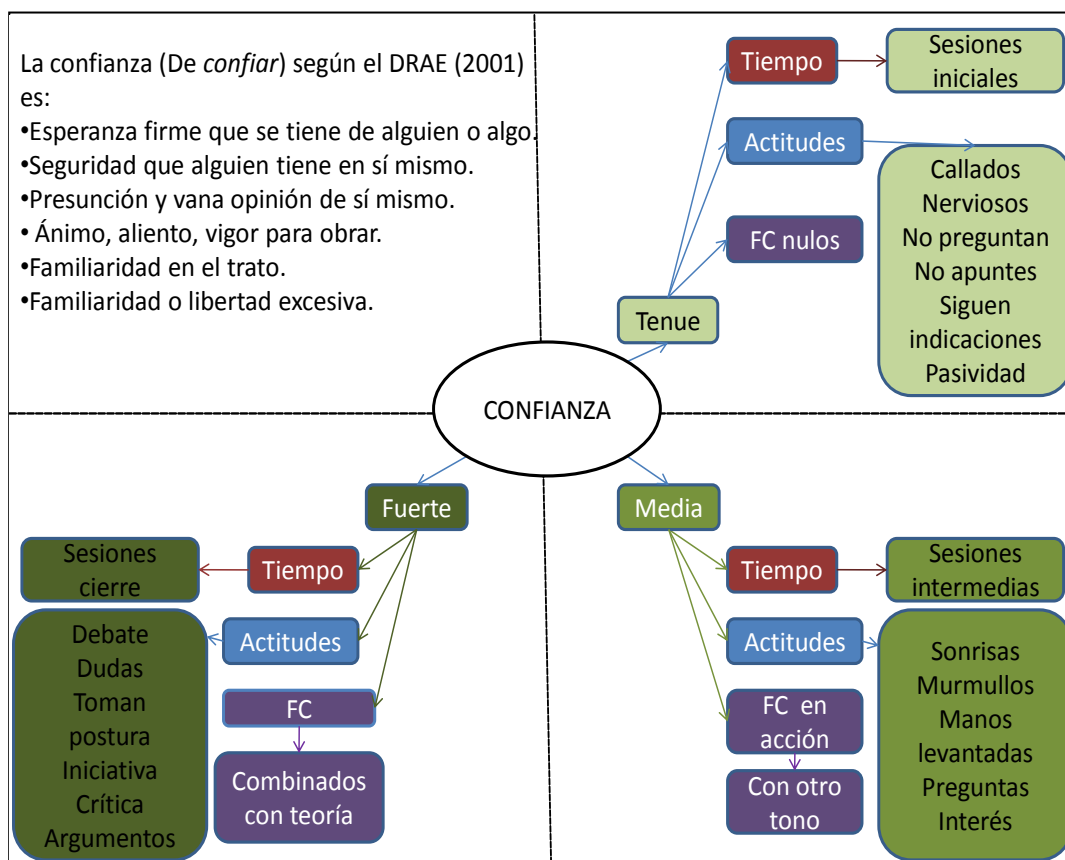 La confianza (De confiar) según el DRAE (2001)
es:
•Esperanza firme que se tiene de alguien o algo.
•Seguridad que alguien tiene en sí mismo.
•Presunción y vana opinión de sí mismo.
• Ánimo, aliento, vigor para obrar.
•Familiaridad en el trato.
•Familiaridad o libertad excesiva.
Tiempo
Sesiones
iniciales
Actitudes
Callados
Nerviosos
No preguntan
No apuntes
Siguen
indicaciones
Pasividad
FC nulos
Tenue
CONFIANZA
Fuerte
Sesiones
cierre
Tiempo
Actitudes
Debate
Dudas
Toman
postura
Iniciativa
Crítica
Argumentos
FC
Combinados
con teoría
Media
Tiempo
Sesiones
intermedias
Actitudes
Sonrisas
Murmullos
Manos
levantadas
Preguntas
Interés
FC en
acción
Con otro
tono